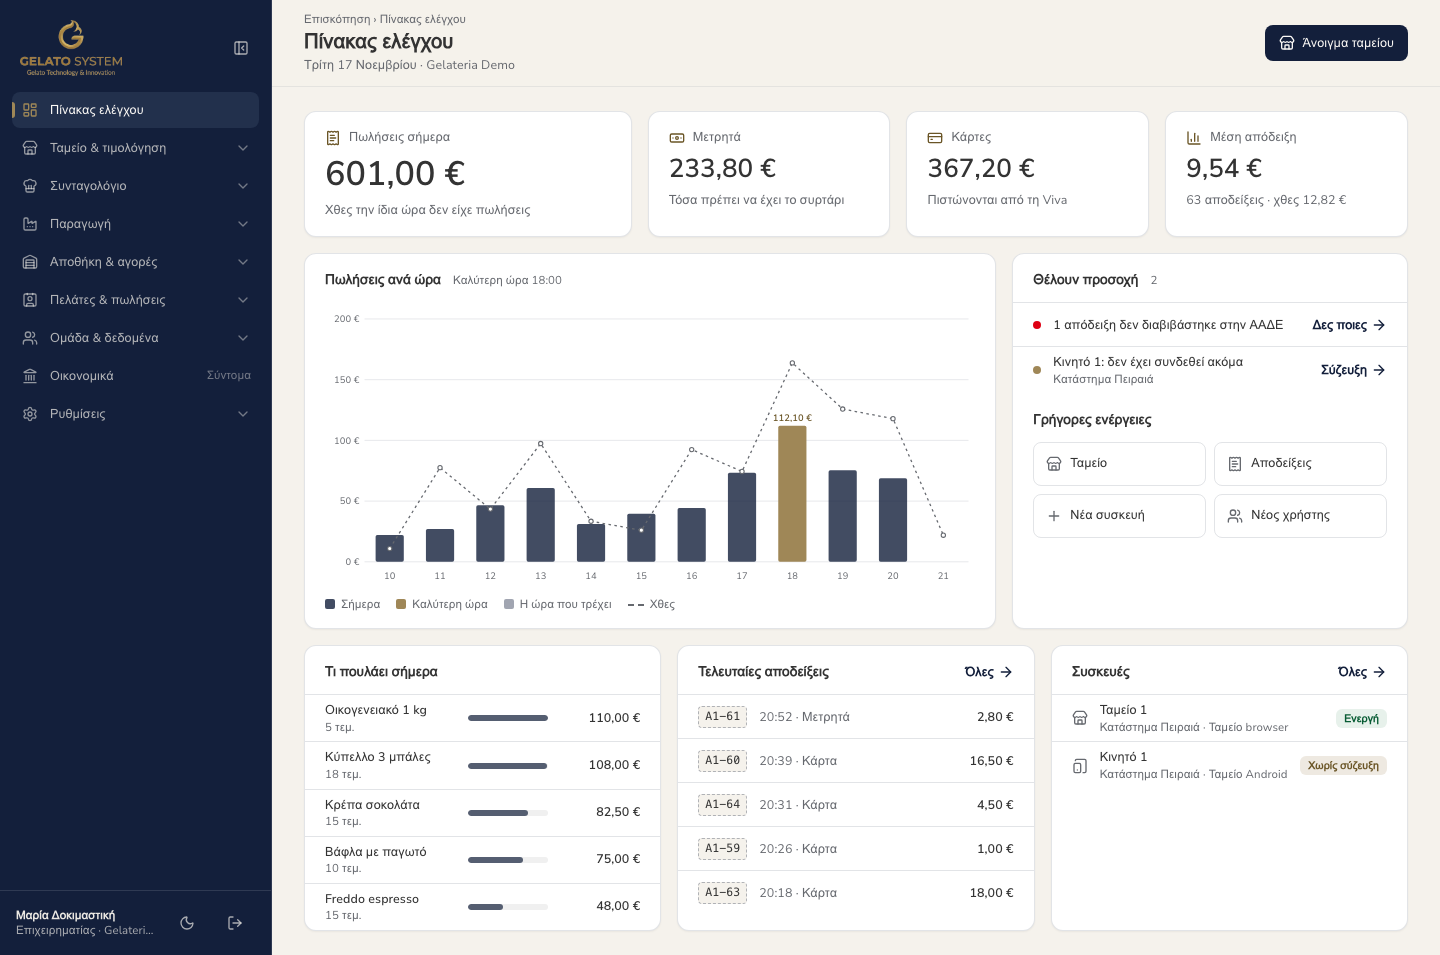 GELATO SYSTEM
Gelato Technology & Innovation
Πίνακας ελέγχου
Ταμείο & τιμολόγηση
Συνταγολόγιο
Παραγωγή
Αποθήκη & αγορές
Πελάτες & πωλήσεις
Ομάδα & δεδομένα
Οικονομικά Σύντομα
Ρυθμίσεις
Μαρία Δοκιμαστική
Επιχειρηματίας · Gelateri...
Επισκόπηση › Πίνακας ελέγχου
Πίνακας ελέγχου
Τρίτη 17 Νοεμβρίου · Gelateria Demo
Άνοιγμα ταμείου
Πωλήσεις σήμερα
601,00 €
Χθες την ίδια ώρα δεν είχε πωλήσεις
Μετρητά
233,80 €
Τόσα πρέπει να έχει το συρτάρι
Κάρτες
367,20 €
Πιστώνονται από τη Viva
Μέση απόδειξη
9,54 €
63 αποδείξεις · χθες 12,82 €
Πωλήσεις ανά ώρα Καλύτερη ώρα 18:00
200 €
150 €
100 €
50 €
0 €
112,10 €
10 11 12 13 14 15 16 17 18 19 20 21
Σήμερα Καλύτερη ώρα Η ώρα που τρέχει Χθες
Θέλουν προσοχή 2
1 απόδειξη δεν διαβιβάστηκε στην ΑΑΔΕ Δες ποιες →
Κινητό 1: δεν έχει συνδεθεί ακόμα
Κατάστημα Πειραιά
Σύζευξη →
Γρήγορες ενέργειες
Ταμείο
Αποδείξεις
Νέα συσκευή
Νέος χρήστης
Τι πουλάει σήμερα
Οικογενειακό 1 kg
5 τεμ.
110,00 €
Κύπελλο 3 μπάλες
18 τεμ.
108,00 €
Κρέπα σοκολάτα
15 τεμ.
82,50 €
Βάφλα με παγωτό
10 τεμ.
75,00 €
Freddo espresso
15 τεμ.
48,00 €
Τελευταίες αποδείξεις Όλες →
A1–61 20:52 · Μετρητά 2,80 €
A1–60 20:39 · Κάρτα 16,50 €
A1–64 20:31 · Κάρτα 4,50 €
A1–59 20:26 · Κάρτα 1,00 €
A1–63 20:18 · Κάρτα 18,00 €
Συσκευές Όλες →
Ταμείο 1
Κατάστημα Πειραιά · Ταμείο browser
Ενεργή
Κινητό 1
Κατάστημα Πειραιά · Ταμείο Android
Χωρίς σύζευξη